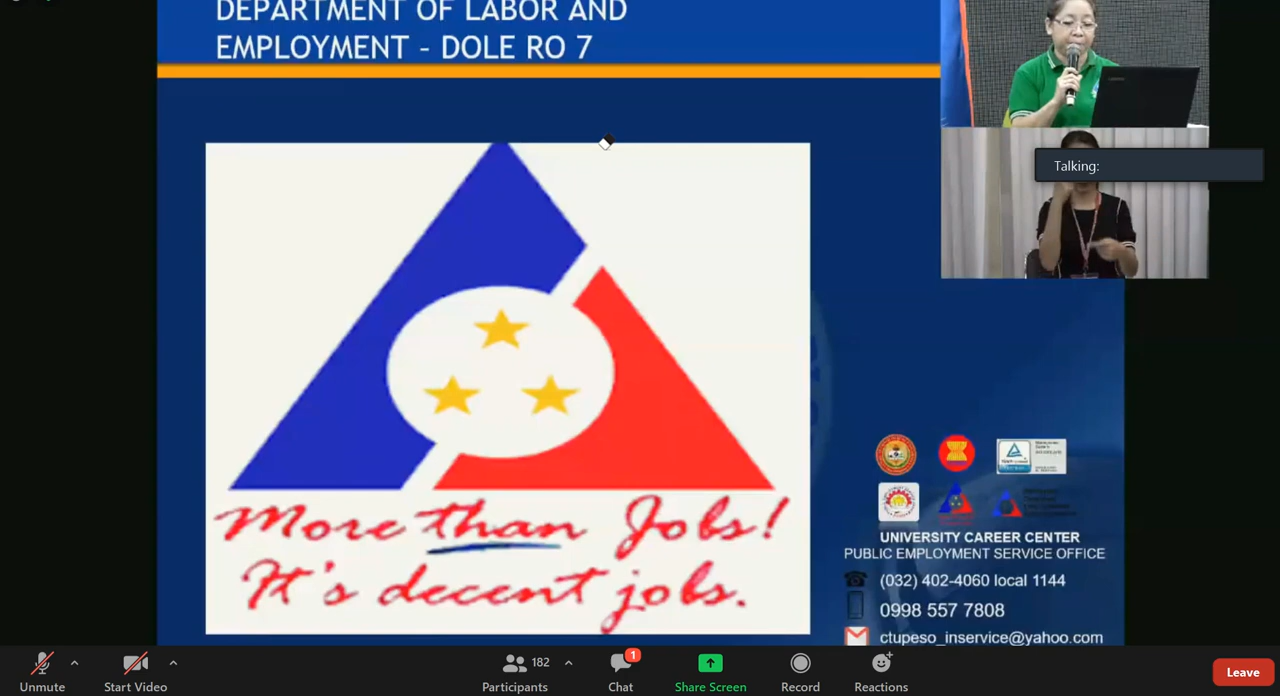 DEPARTMENT OF LABOR AND
EMPLOYMENT - DOLE RO 7
Talking:
More than Jobs!
It's decent jobs.
UNIVERSITY CAREER CENTER
PUBLIC EMPLOYMENT SERVICE OFFICE
(032) 402-4060 local 1144
0998 557 7808
ctupeso_inservice@yahoo.com
Unmute
Start Video
182
Participants
1
Chat
Share Screen
Record
Reactions
Leave